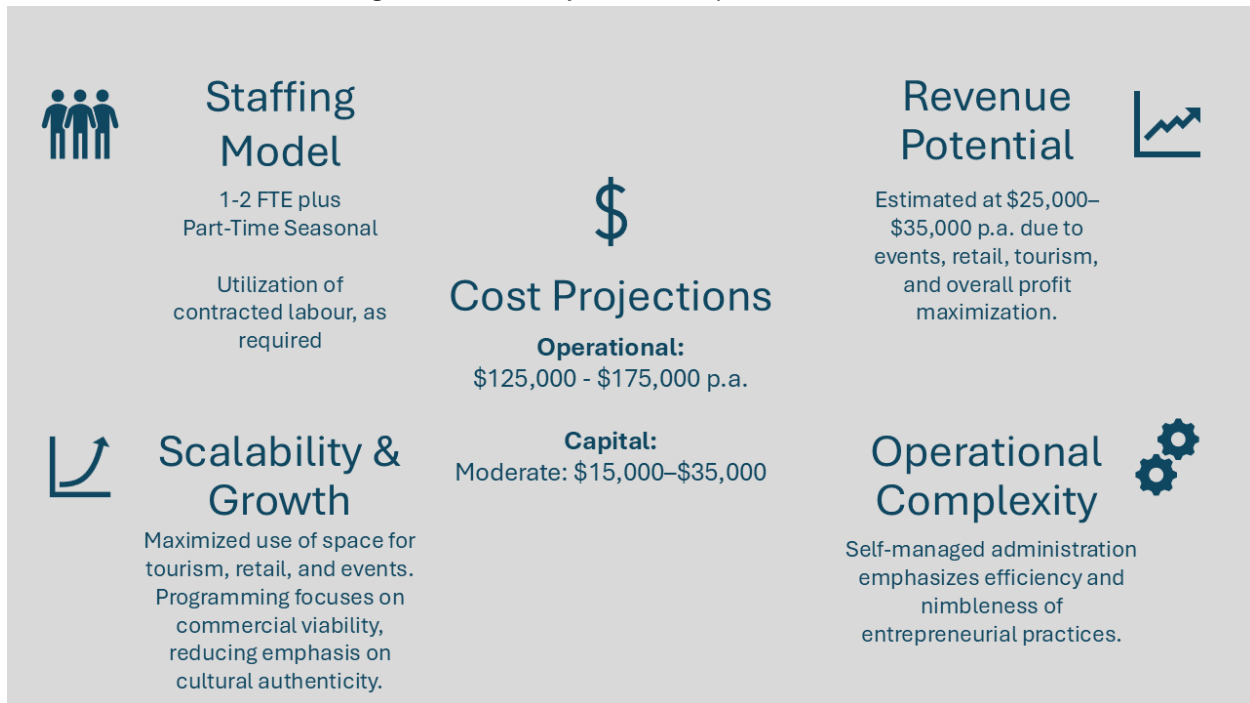 Staffing
Model
1-2 FTE plus
Part-Time Seasonal
Utilization of
contracted labour, as
required
$
Cost Projections
Operational:
$125,000 - $175,000 p.a.
Capital:
Moderate: $15,000–$35,000
Revenue
Potential
Estimated at $25,000–
$35,000 p.a. due to
events, retail, tourism,
and overall profit
maximization.
Scalability &
Growth
Maximized use of space for
tourism, retail, and events.
Programming focuses on
commercial viability,
reducing emphasis on
cultural authenticity.
Operational
Complexity
Self-managed administration
emphasizes efficiency and
nimbleness of
entrepreneurial practices.